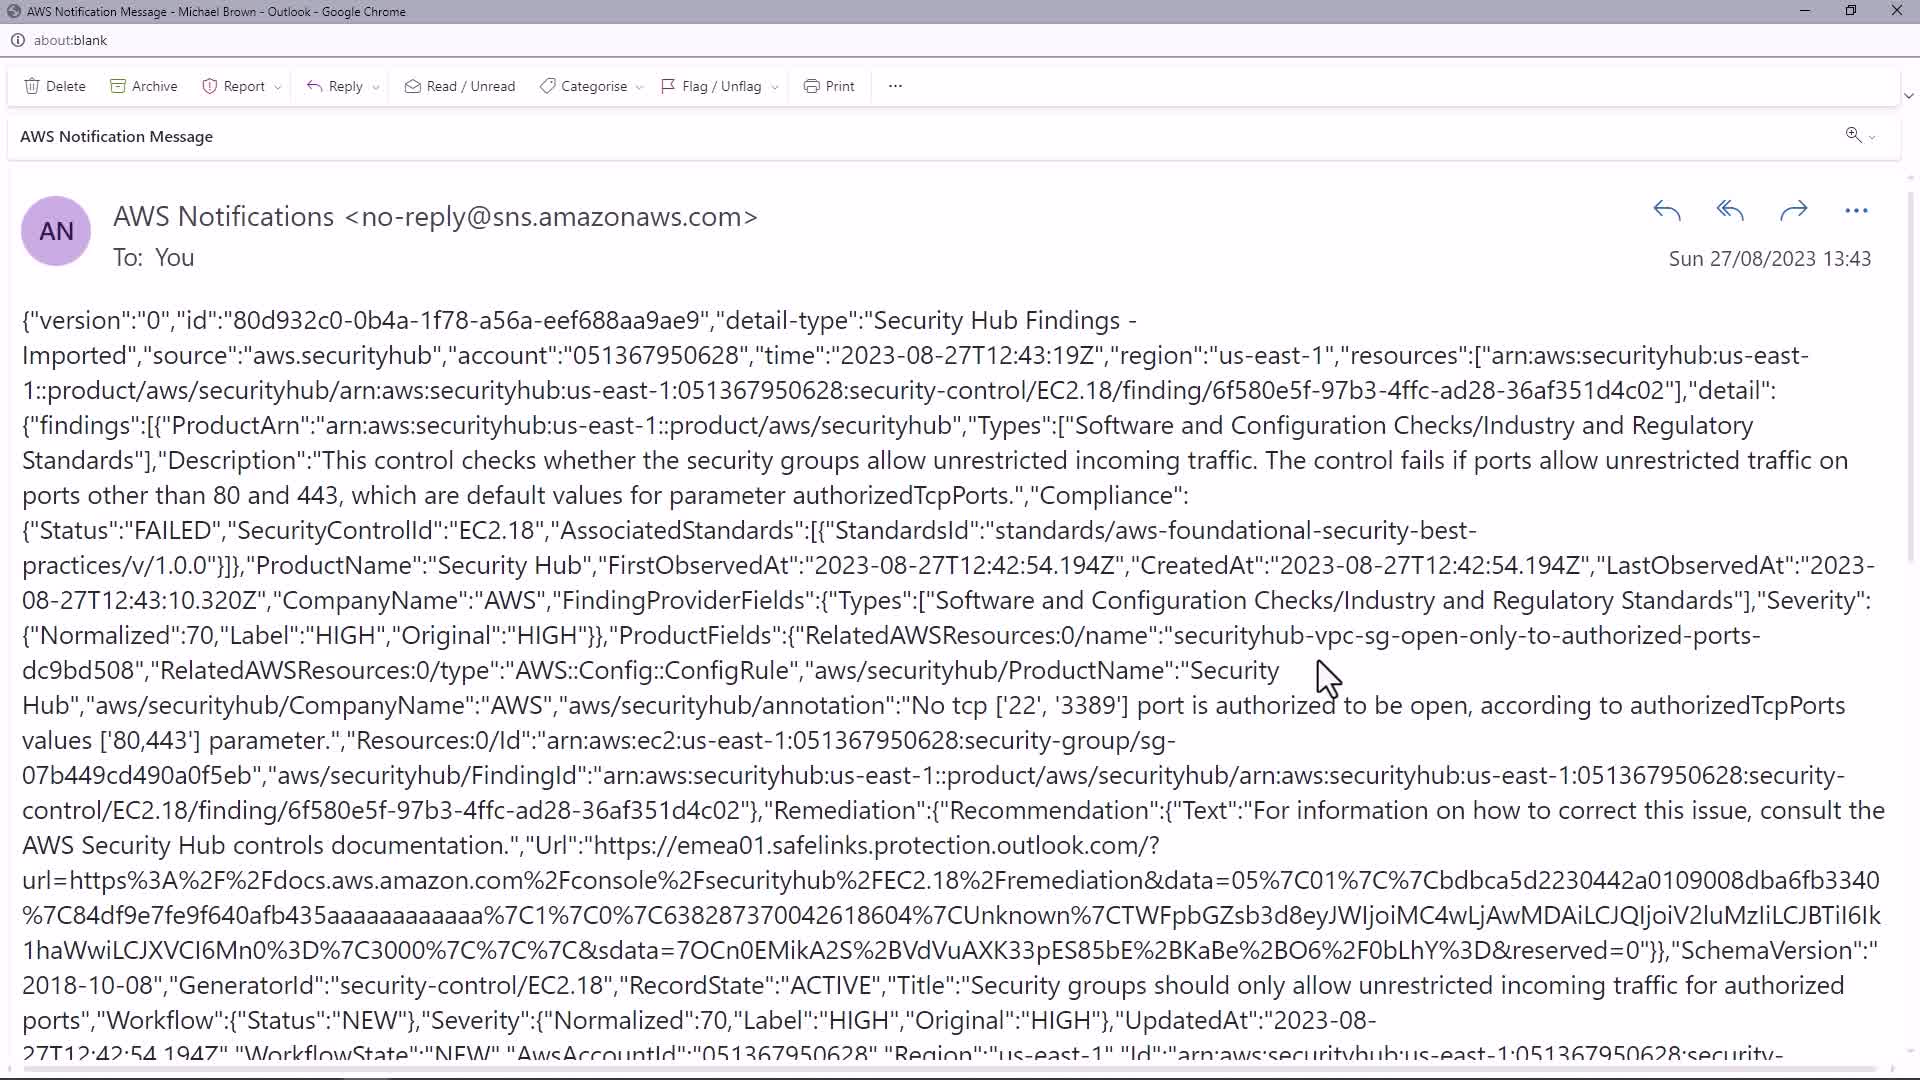 AWS Notification Message - Michael Brown - Outlook - Google Chrome
about:blank
Delete Archive Report Reply Read / Unread Categorise Flag / Unflag Print ...
AWS Notification Message
AN
AWS Notifications <no-reply@sns.amazonaws.com>
To: You
Sun 27/08/2023 13:43
{"version":"0","id":"80d932c0-0b4a-1f78-a56a-eef688aa9ae9","detail-type":"Security Hub Findings -
Imported","source":"aws.securityhub","account":"051367950628","time":"2023-08-27T12:43:19Z","region":"us-east-1","resources":["arn:aws:securityhub:us-east-
1::product/aws/securityhub/arn:aws:securityhub:us-east-1:051367950628:security-control/EC2.18/finding/6f580e5f-97b3-4ffc-ad28-36af351d4c02"],"detail":
{"findings":[{"ProductArn":"arn:aws:securityhub:us-east-1::product/aws/securityhub","Types":["Software and Configuration Checks/Industry and Regulatory
Standards"],"Description":"This control checks whether the security groups allow unrestricted incoming traffic. The control fails if ports allow unrestricted traffic on
ports other than 80 and 443, which are default values for parameter authorizedTcpPorts.","Compliance":
{"Status":"FAILED","SecurityControlId":"EC2.18","AssociatedStandards":[{"StandardsId":"standards/aws-foundational-security-best-
practices/v/1.0.0"}]},"ProductName":"Security Hub","FirstObservedAt":"2023-08-27T12:42:54.194Z","CreatedAt":"2023-08-27T12:42:54.194Z","LastObservedAt":"2023-
08-27T12:43:10.320Z","CompanyName":"AWS","FindingProviderFields":{"Types":["Software and Configuration Checks/Industry and Regulatory Standards"],"Severity":
{"Normalized":70,"Label":"HIGH","Original":"HIGH"}},"ProductFields":{"RelatedAWSResources:0/name":"securityhub-vpc-sg-open-only-to-authorized-ports-
dc9bd508","RelatedAWSResources:0/type":"AWS::Config::ConfigRule","aws/securityhub/ProductName":"Security
Hub","aws/securityhub/CompanyName":"AWS","aws/securityhub/annotation":"No tcp ['22', '3389'] port is authorized to be open, according to authorizedTcpPorts
values ['80,443'] parameter.","Resources:0/Id":"arn:aws:ec2:us-east-1:051367950628:security-group/sg-
07b449cd490a0f5eb","aws/securityhub/FindingId":"arn:aws:securityhub:us-east-1::product/aws/securityhub/arn:aws:securityhub:us-east-1:051367950628:security-
control/EC2.18/finding/6f580e5f-97b3-4ffc-ad28-36af351d4c02"},"Remediation":{"Recommendation":{"Text":"For information on how to correct this issue, consult the
AWS Security Hub controls documentation.","Url":"https://emea01.safelinks.protection.outlook.com/?
url=https%3A%2F%2Fdocs.aws.amazon.com%2Fconsole%2Fsecurityhub%2FEC2.18%2Fremediation&data=05%7C01%7C%7Cbdbca5d2230442a0109008dba6fb3340
%7C84df9e7fe9f640afb435aaaaaaaaaaaa%7C1%7C0%7C638287370042618604%7CUnknown%7CTWFpbGZsb3d8eyJWIjoiMC4wLjAwMDAiLCJQIjoiV2luMzIiLCJBTiI6Ik
1haWwiLCJXVCI6Mn0%3D%7C3000%7C%7C%7C&sdata=7OCn0EMikA2S%2BVdVuAXK33pES85bE%2BKaBe%2BO6%2F0bLhY%3D&reserved=0"}},"SchemaVersion":"
2018-10-08","GeneratorId":"security-control/EC2.18","RecordState":"ACTIVE","Title":"Security groups should only allow unrestricted incoming traffic for authorized
ports","Workflow":{"Status":"NEW"},"Severity":{"Normalized":70,"Label":"HIGH","Original":"HIGH"},"UpdatedAt":"2023-08-
27T12:42:54.194Z","WorkflowState":"NEW","AwsAccountId":"051367950628","Region":"us-east-1","Id":"arn:aws:securityhub:us-east-1:051367950628:security-